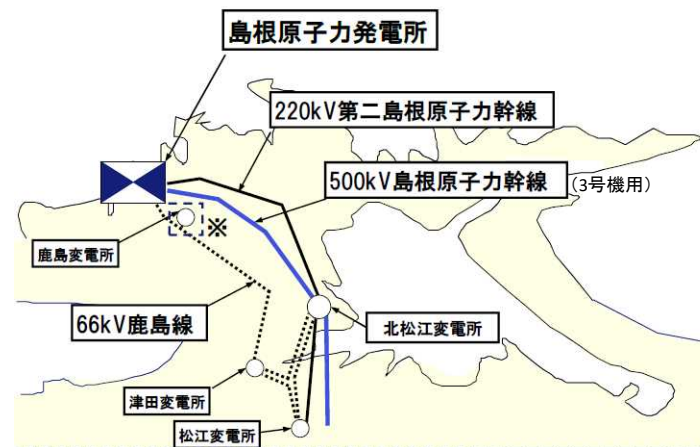 島根原子力発電所
220kV第二島根原子力幹線
500kV島根原子力幹線
(3号機用)
※
鹿島変電所
66kV鹿島線
北松江変電所
津田変電所
松江変電所